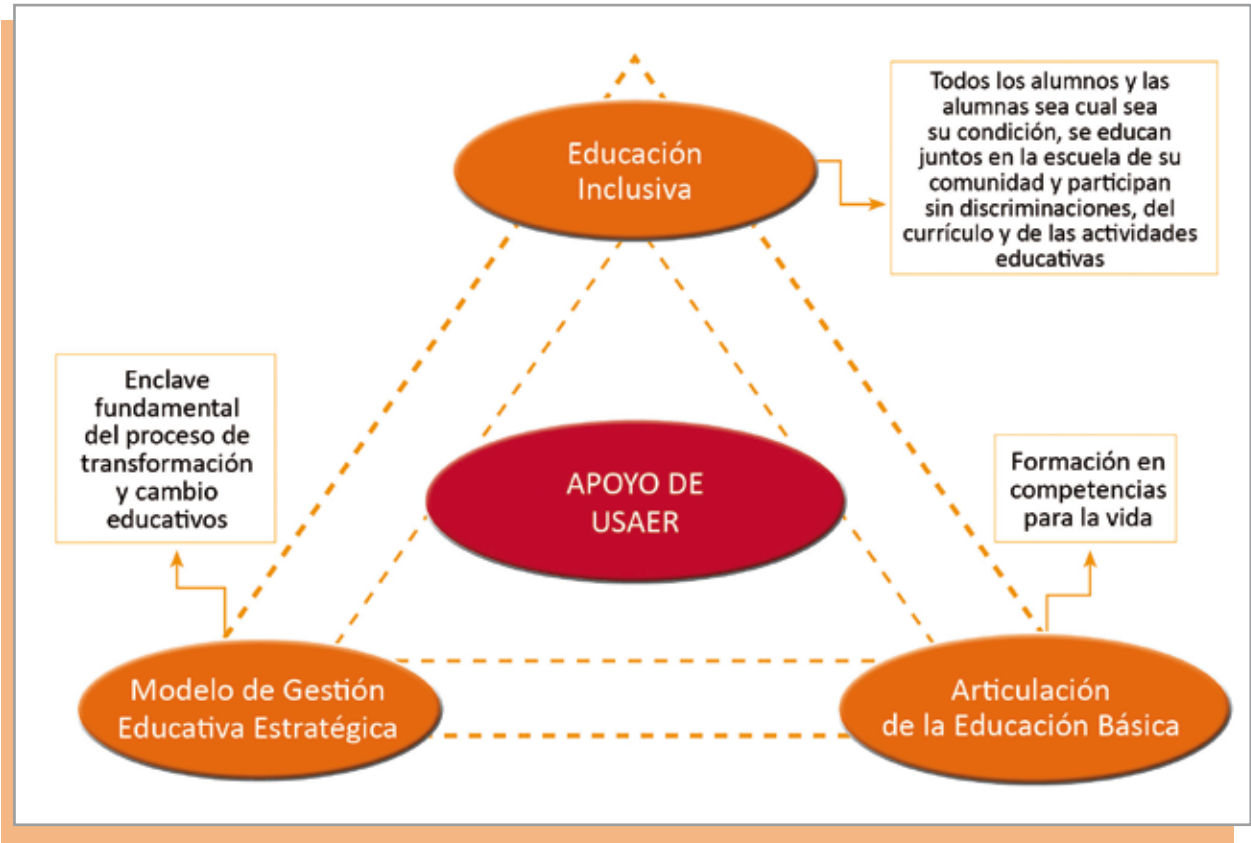 Educación
Inclusiva
Todos los alumnos y las
alumnas sea cual sea
su condición, se educan
juntos en la escuela de su
comunidad y participan
sin discriminaciones, del
currículo y de las actividades
educativas
Enclave
fundamental
del proceso de
transformación
y cambio
educativos
APOYO DE
USAER
Formación en
competencias
para la vida
Modelo de Gestión
Educativa Estratégica
Articulación
de la Educación Básica